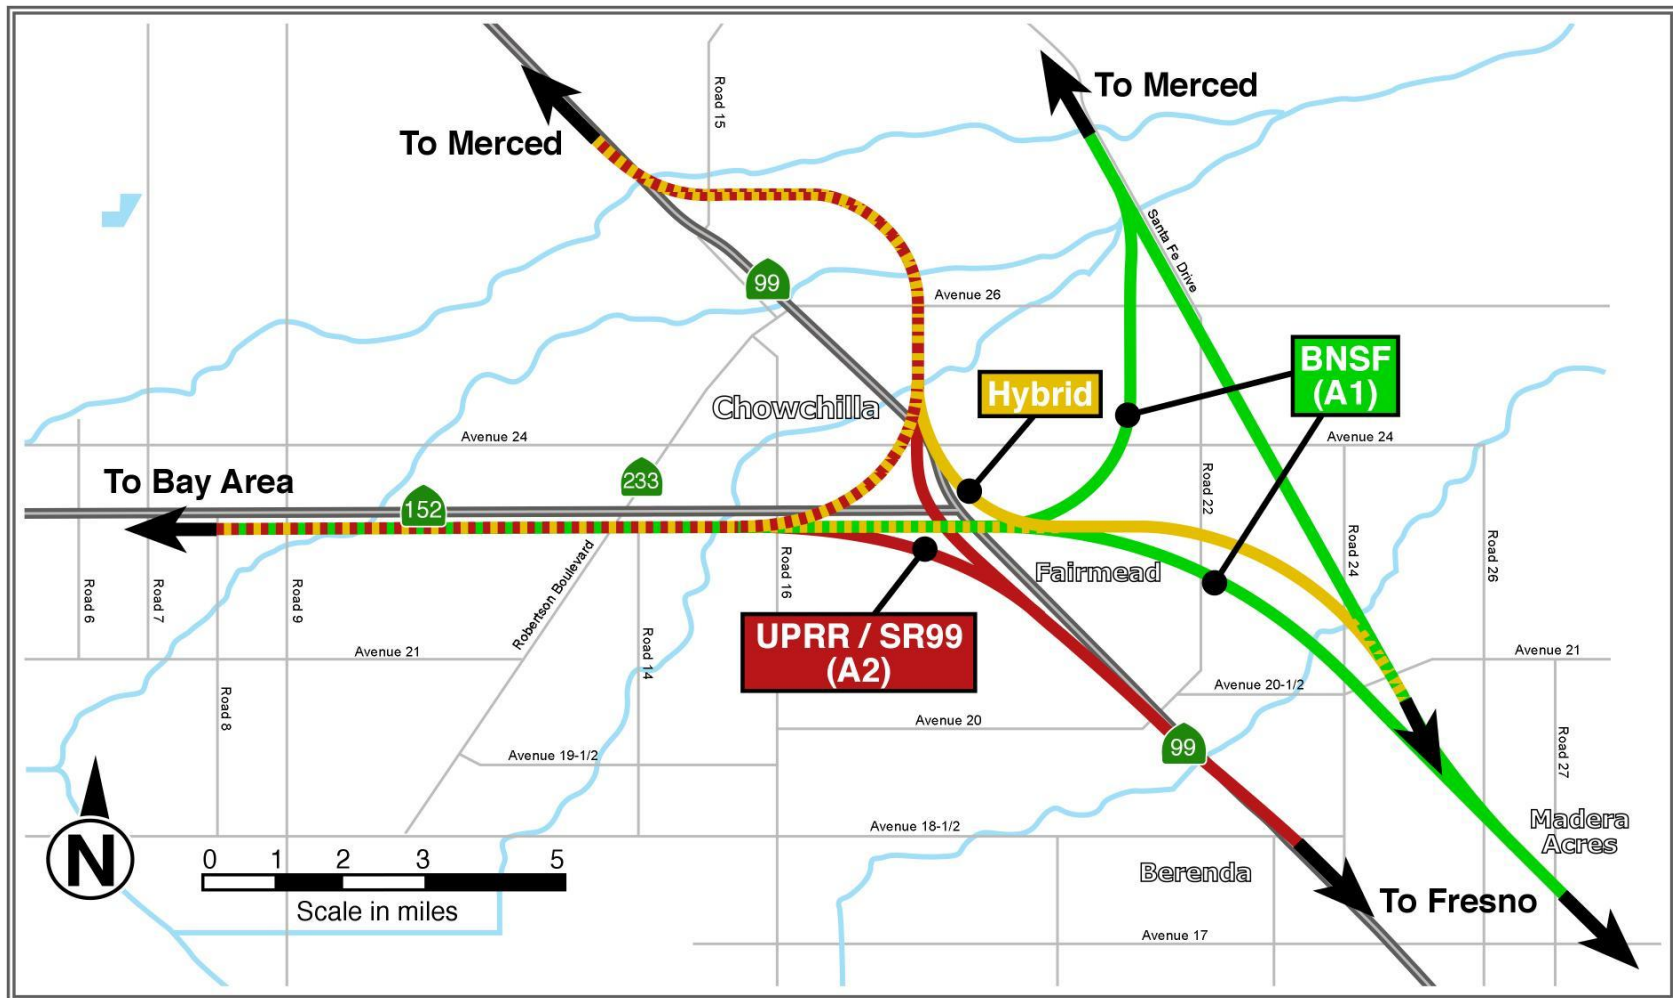 To Merced
To Merced
Road 15
Santa Fe Drive
99
Avenue 26
BNSF
(A1)
Hybrid
Chowchilla
Avenue 24
Avenue 24
To Bay Area
233
152
Road 22
Road 24
Road 26
Road 6
Road 7
Road 9
Robertson Boulevard
Road 16
Fairmead
UPRR / SR99
(A2)
Road 14
Avenue 21
Avenue 21
Road 8
Avenue 20-1/2
Avenue 20
99
Road 27
Avenue 19-1/2
Avenue 18-1/2
Madera
Acres
N
0 1 2 3 5
Scale in miles
Berenda
To Fresno
Avenue 17